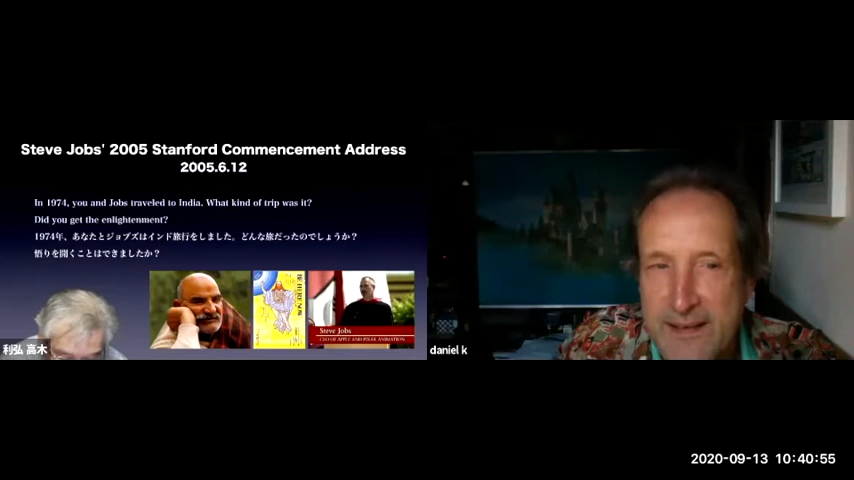 Steve Jobs' 2005 Stanford Commencement Address
2005.6.12
In 1974, you and Jobs traveled to India. What kind of trip was it?
Did you get the enlightenment?
1974年、あなたとジョブズはインド旅行をしました。どんな旅だったのでしょうか？
悟りを開くことはできましたか？
BE HERE NOW
Steve Jobs
CEO OF APPLE AND PIXAR ANIMATION
利弘 高木
daniel k
2020-09-13 10:40:55